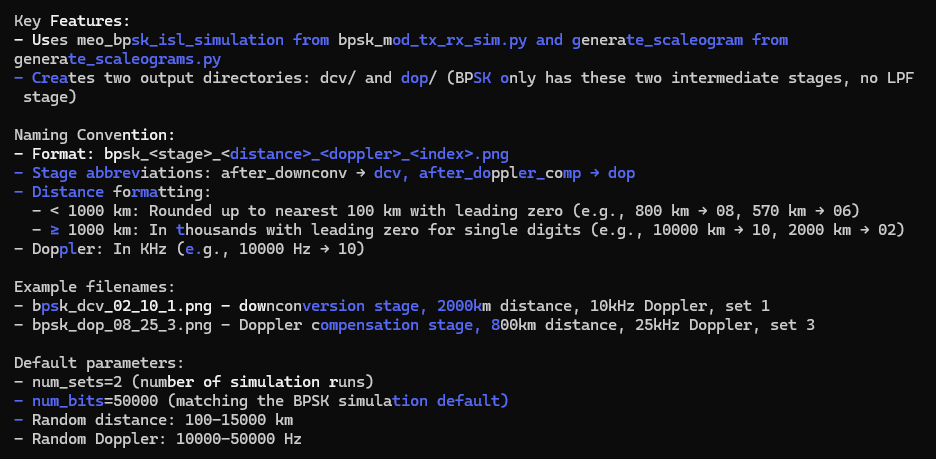 Key Features:
- Uses meo_bpsk_isl_simulation from bpsk_mod_tx_rx_sim.py and generate_scaleogram from
generate_scaleograms.py
- Creates two output directories: dcv/ and dop/ (BPSK only has these two intermediate stages, no LPF
stage)
Naming Convention:
- Format: bpsk_<stage>_<distance>_<doppler>_<index>.png
- Stage abbreviations: after_downconv → dcv, after_doppler_comp → dop
- Distance formatting:
- < 1000 km: Rounded up to nearest 100 km with leading zero (e.g., 800 km → 08, 570 km → 06)
- ≥ 1000 km: In thousands with leading zero for single digits (e.g., 10000 km → 10, 2000 km → 02)
- Doppler: In KHz (e.g., 10000 Hz → 10)
Example filenames:
- bpsk_dcv_02_10_1.png - downconversion stage, 2000km distance, 10kHz Doppler, set 1
- bpsk_dop_08_25_3.png - Doppler compensation stage, 800km distance, 25kHz Doppler, set 3
Default parameters:
- num_sets=2 (number of simulation runs)
- num_bits=50000 (matching the BPSK simulation default)
- Random distance: 100-15000 km
- Random Doppler: 10000-50000 Hz